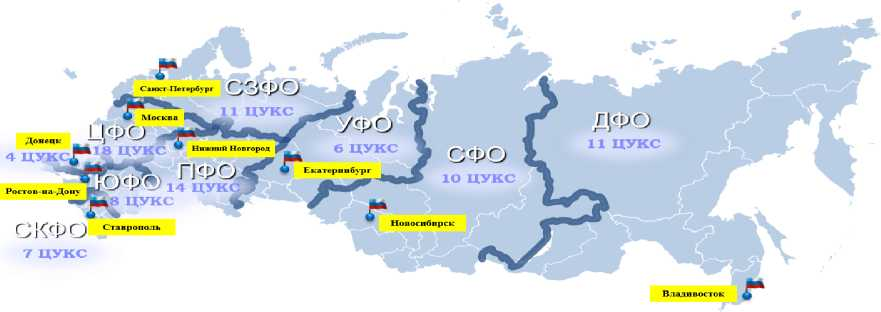 Санкт-Петербург
СЗФО
11 ЦУКС
Москва
ЦФО
18 ЦУКС
Донецк
4 ЦУКС
Нижний Новгород
УФО
6 ЦУКС
ДФО
11 ЦУКС
СФО
10 ЦУКС
Екатеринбург
ПФО
14 ЦУКС
Ростов-на-Дону
ЮФО
8 ЦУКС
Новосибирск
Ставрополь
СКФО
7 ЦУКС
Владивосток